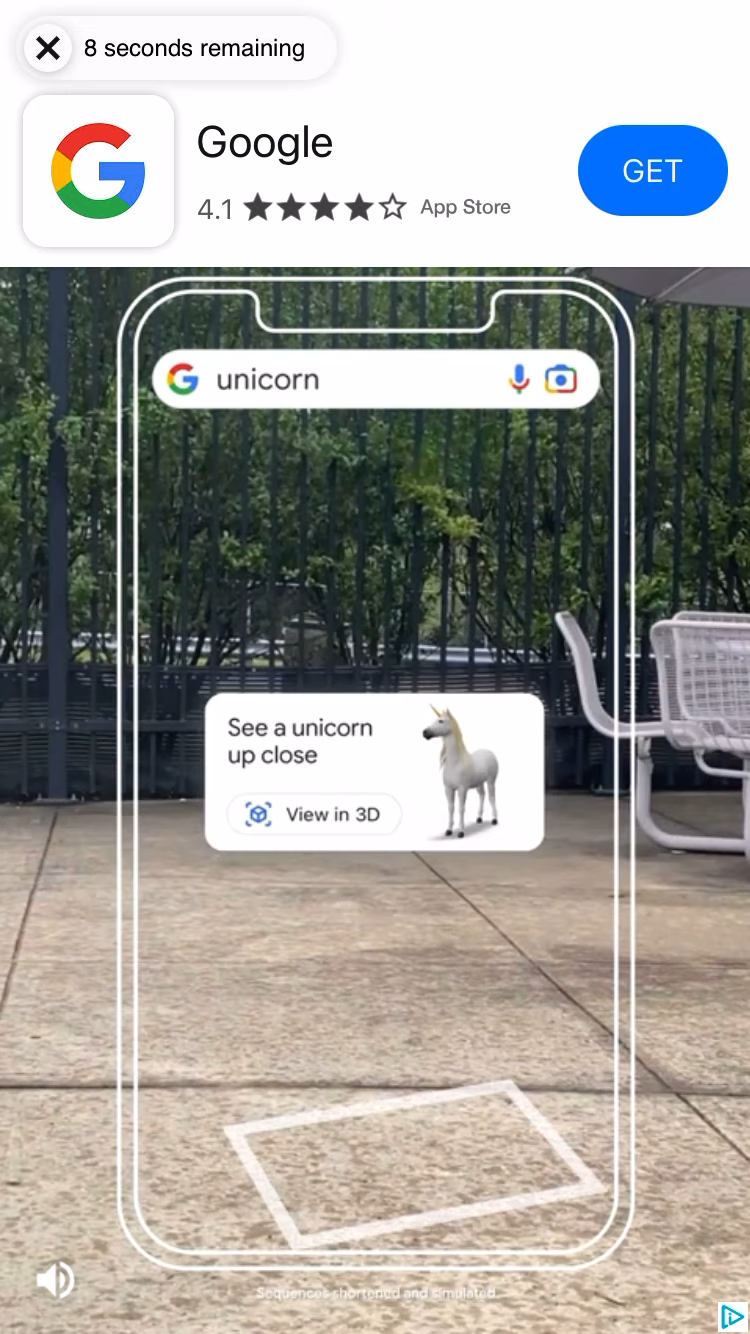 8 seconds remaining
Google
GET
4.1
App Store
unicorn
See a unicorn
up close
View in 3D
Sequences shortened and simulated.